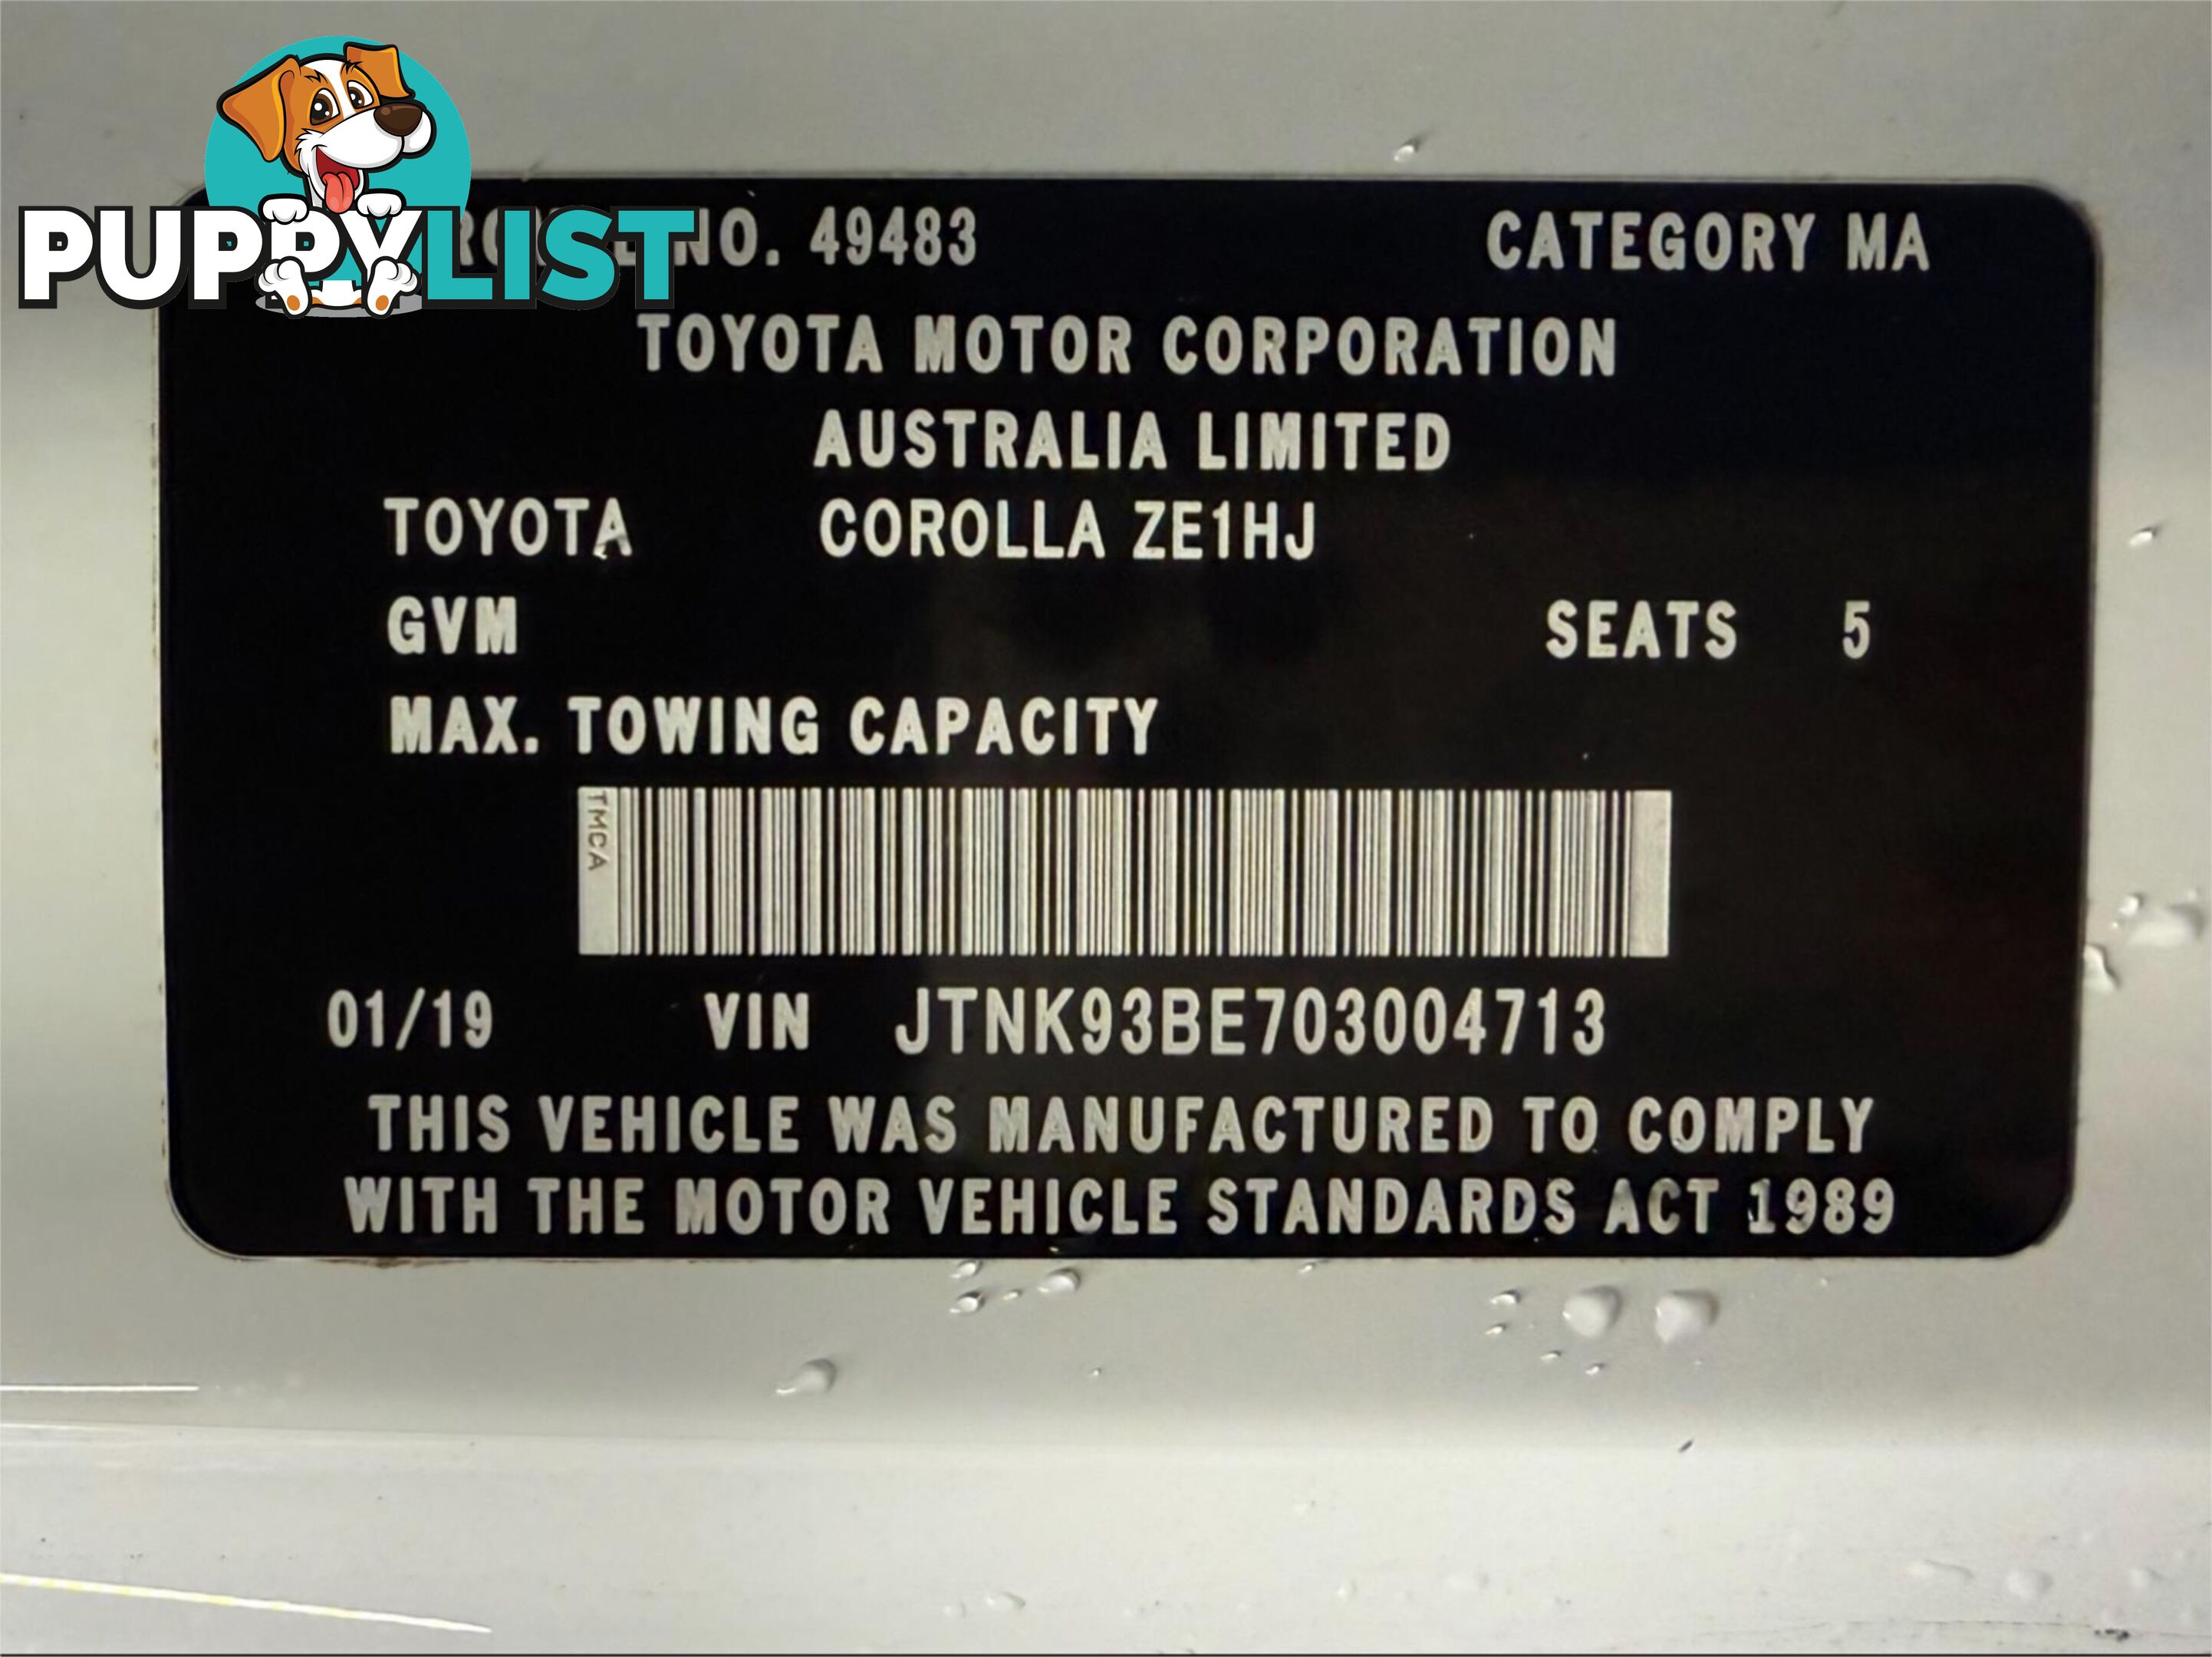 PUPPYLIST
NO. 49483 CATEGORY MA
TOYOTA MOTOR CORPORATION
AUSTRALIA LIMITED
TOYOTA COROLLA ZE1HJ
GVM SEATS 5
MAX. TOWING CAPACITY
TMCA
01/19 VIN JTNK93BE703004713
THIS VEHICLE WAS MANUFACTURED TO COMPLY
WITH THE MOTOR VEHICLE STANDARDS ACT 1989